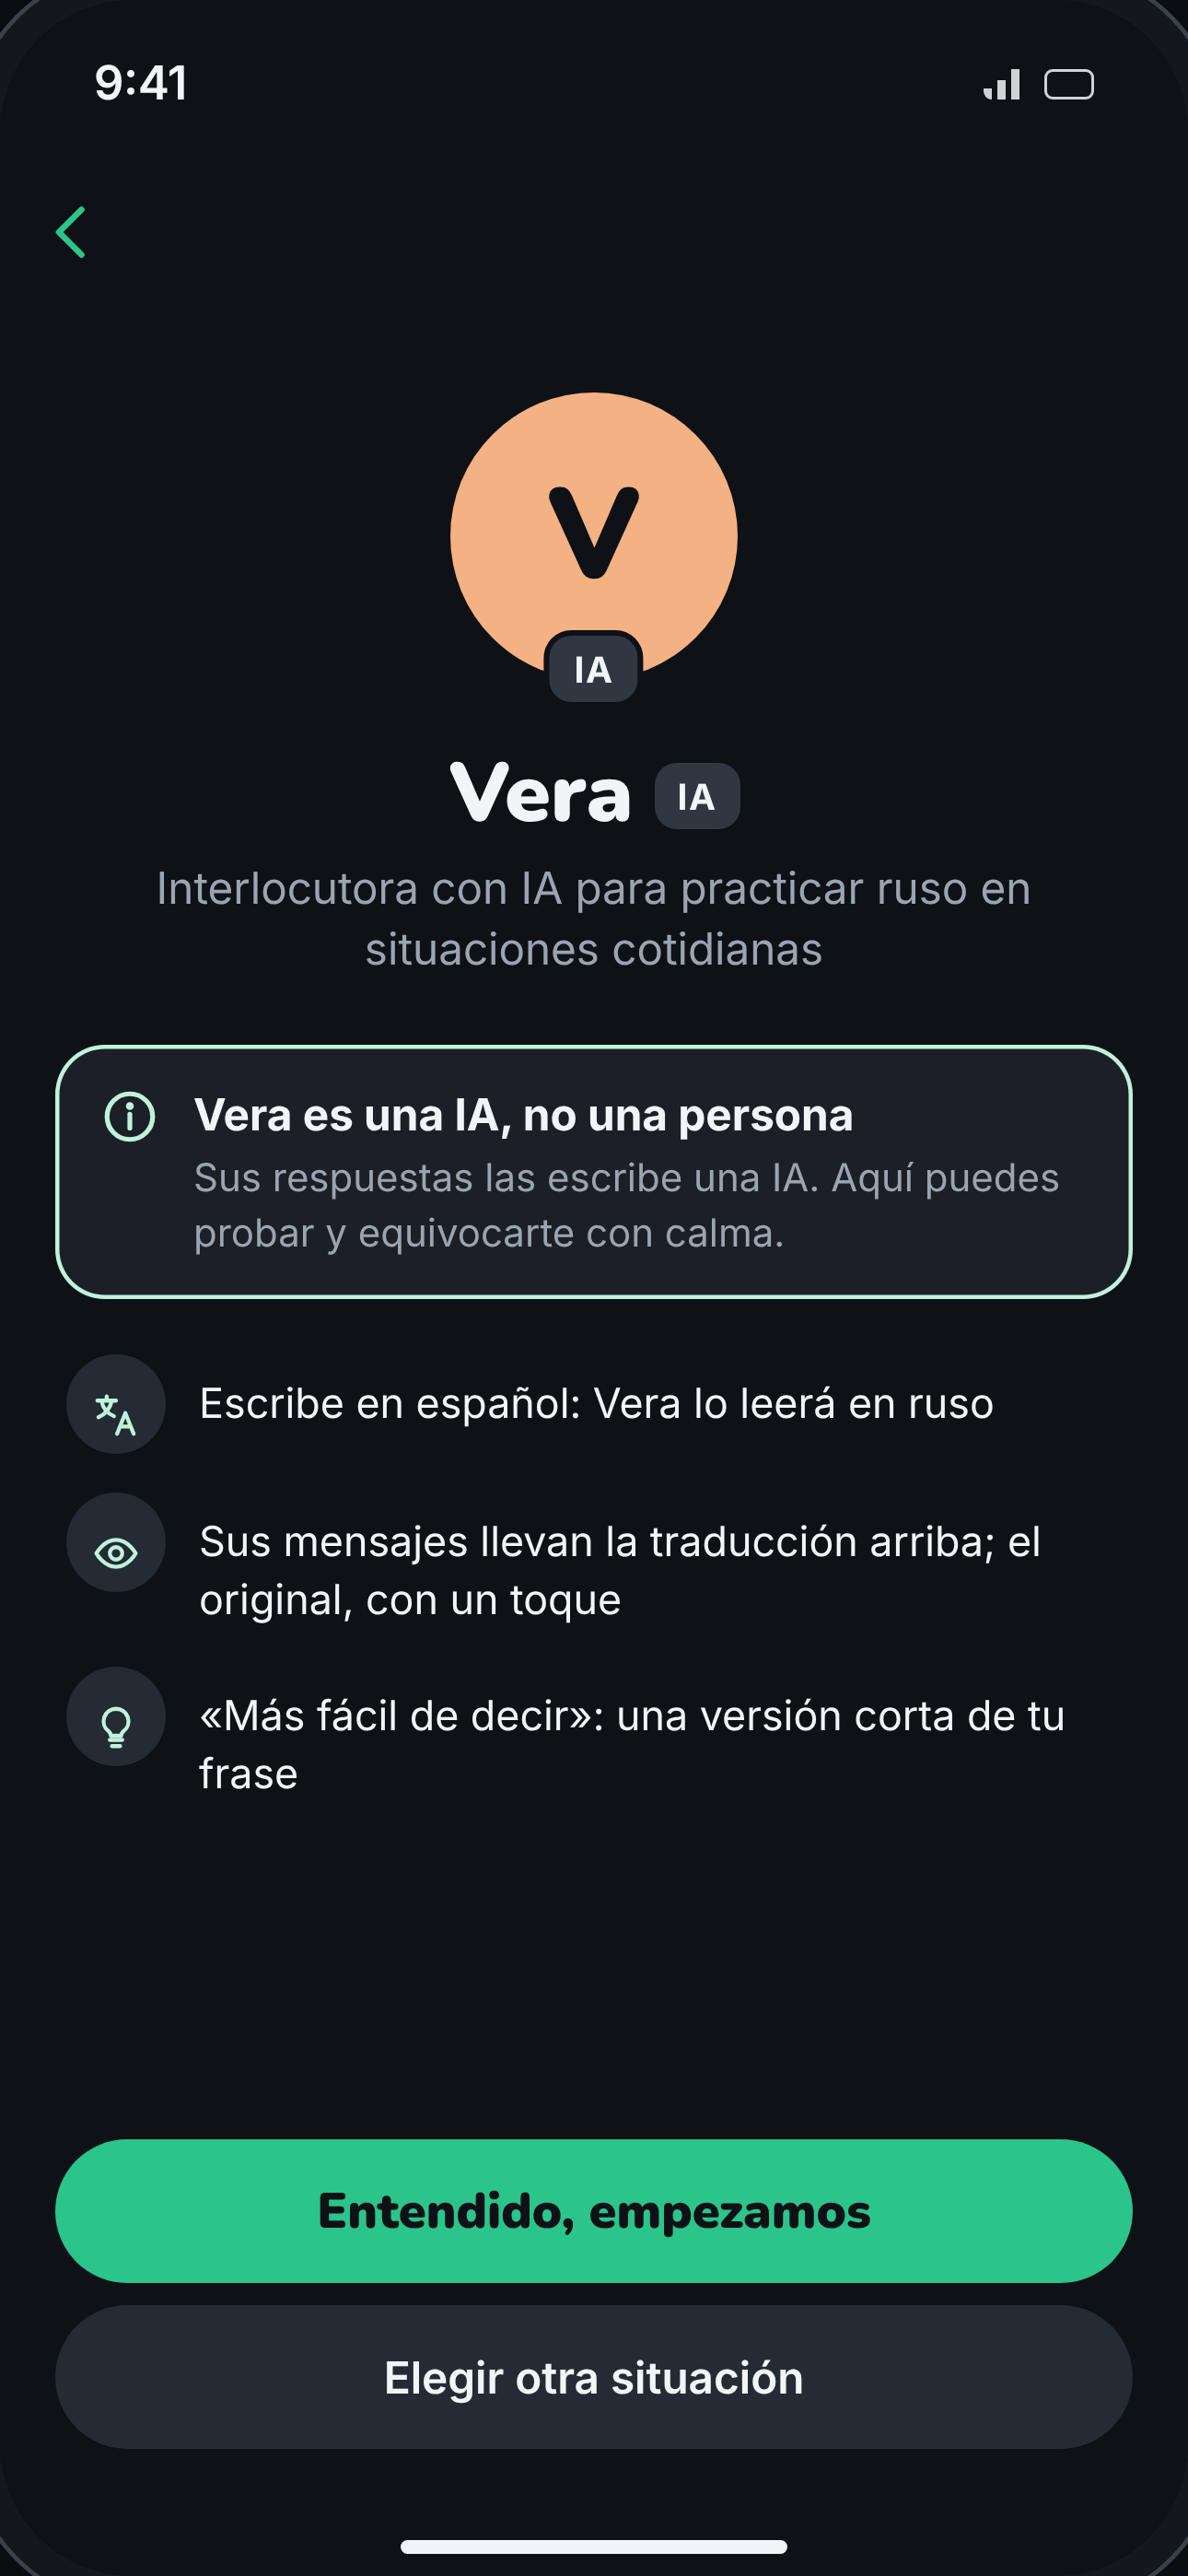 9:41
V
IA
Vera IA
Interlocutora con IA para practicar ruso en
situaciones cotidianas
Vera es una IA, no una persona
Sus respuestas las escribe una IA. Aquí puedes
probar y equivocarte con calma.
Escribe en español: Vera lo leerá en ruso
Sus mensajes llevan la traducción arriba; el
original, con un toque
«Más fácil de decir»: una versión corta de tu
frase
Entendido, empezamos
Elegir otra situación